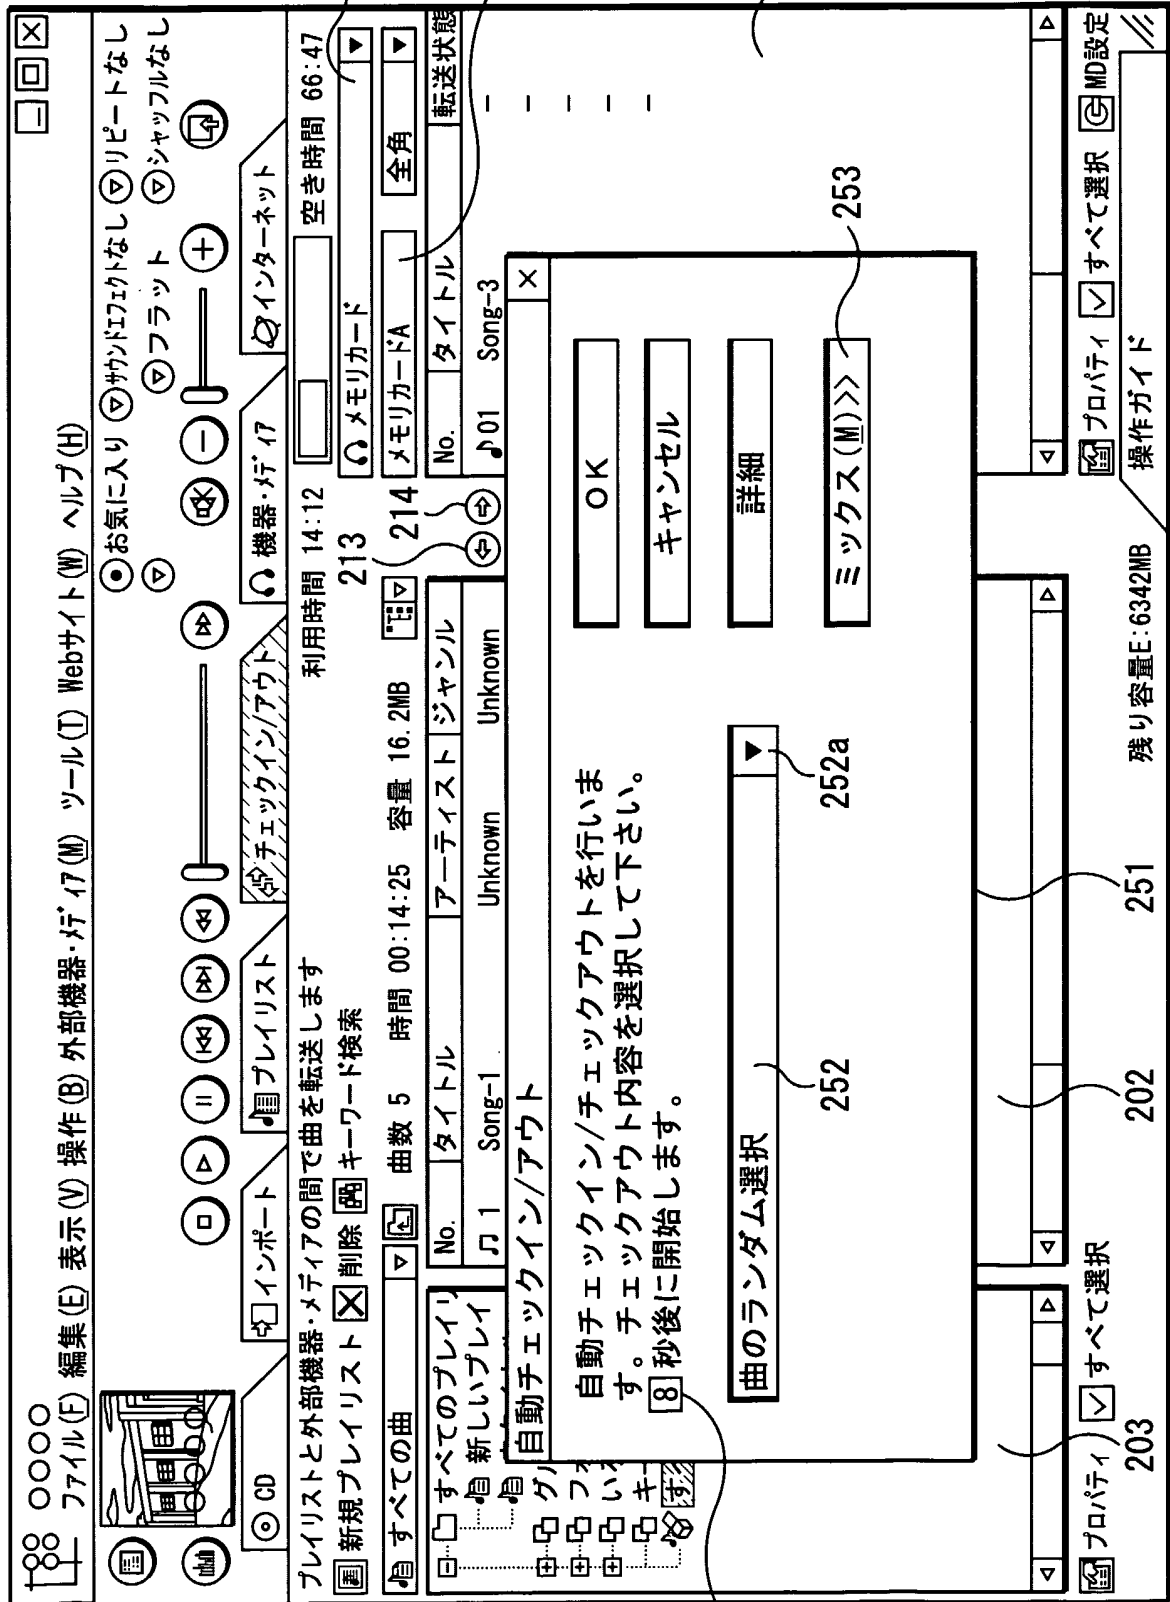 ○○○○
ファイル(F) 編集(E) 表示(V) 操作(B) 外部機器・メディア(M) ツール(T) Webサイト(W) ヘルプ(H)
お気に入り サウンドエフェクトなし リピートなし
フラット シャッフルなし
CD インポート プレイリスト チェックイン/アウト 機器・メディア インターネット
プレイリストと外部機器・メディアの間で曲を転送します 利用時間 14:12 空き時間 66:47
新規プレイリスト 削除 キーワード検索
213
メモリカード
すべての曲 曲数 5 時間 00:14:25 容量 16.2MB
214
メモリカードA 全角
すべてのプレイリ
新しいプレイ
グル
フォ
い
キー
す
No. タイトル アーティスト ジャンル
1 Song-1 Unknown Unknown
No. タイトル 転送状態
01 Song-3 -
-
-
-
-
自動チェックイン/アウト
自動チェックイン/チェックアウトを行いま
す。チェックアウト内容を選択して下さい。
8 秒後に開始します。
OK
キャンセル
詳細
ミックス(M)>>
253
曲のランダム選択
252
252a
251
202
203
プロパティ すべて選択
プロパティ すべて選択 MD設定
残り容量E:6342MB
操作ガイド